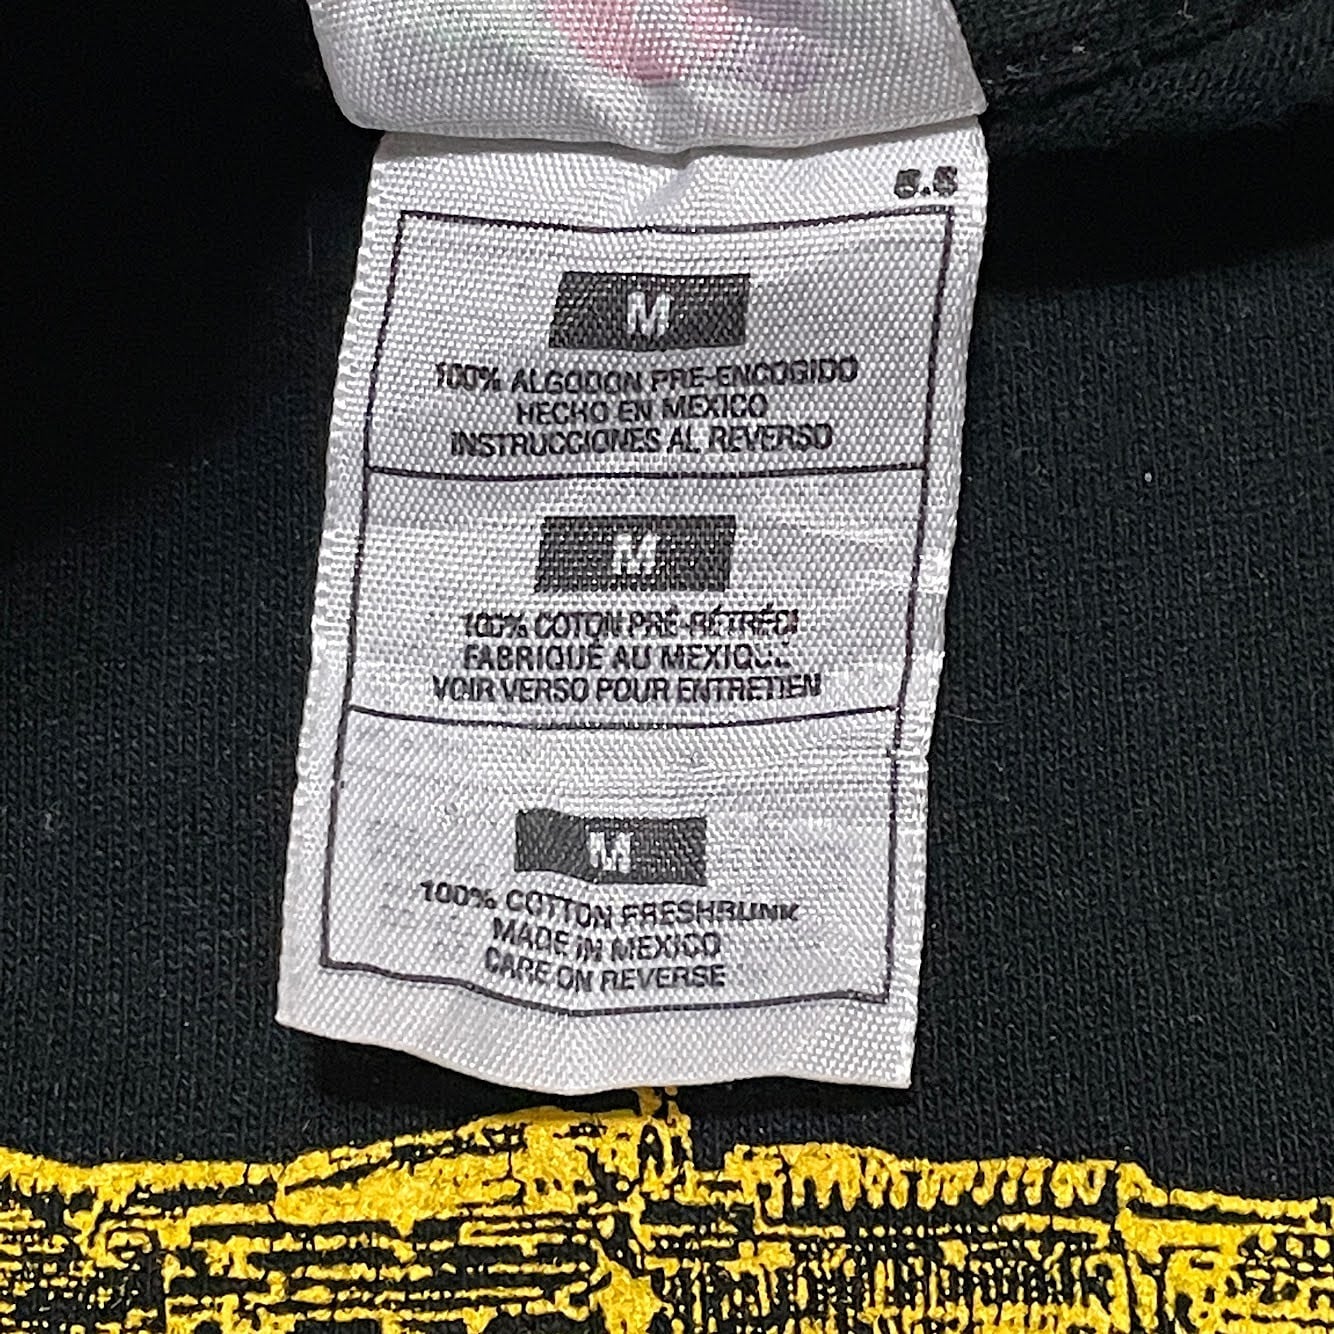 M
100% ALGODON PRE-ENCOGIDO
HECHO EN MEXICO
INSTRUCCIONES AL REVERSO
M
100% COTON PRÉ-RÉTRÉCI
FABRIQUÉ AU MEXIQUE
VOIR VERSO POUR ENTRETIEN
M
100% COTTON PRESHRUNK
MADE IN MEXICO
CARE ON REVERSE